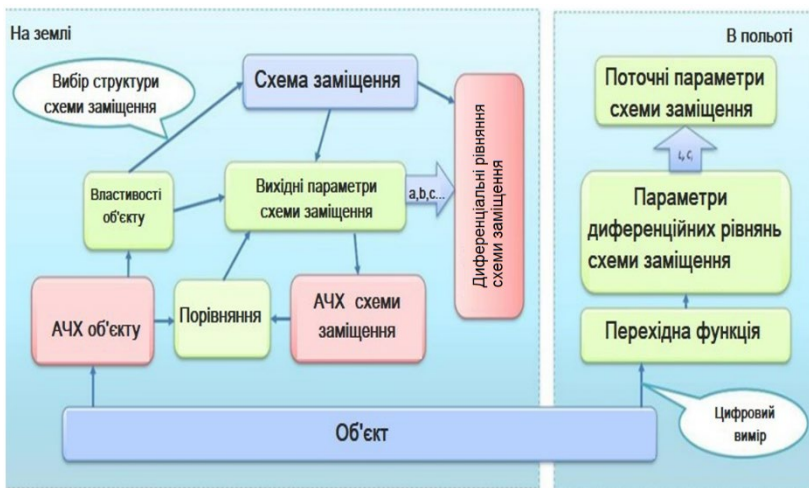 На землі
Вибір структури
схеми заміщення
Схема заміщення
Властивості
об'єкту
Вихідні параметри
схеми заміщення
a,b,c...
Диференціальні рівняння
схеми заміщення
АЧХ об'єкту
Порівняння
АЧХ схеми
заміщення
Об'єкт
В польоті
Поточні параметри
схеми заміщення
Параметри
диференційних рівнянь
схеми заміщення
Перехідна функція
Цифровий
вимір